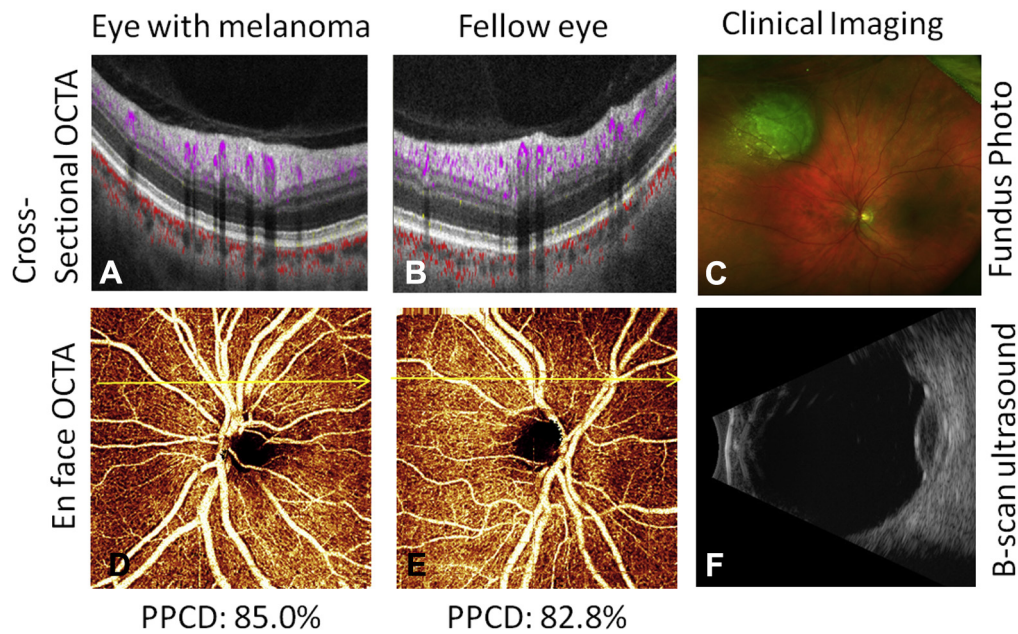 Eye with melanoma
Fellow eye
Clinical Imaging
Cross-
Sectional OCTA
A
B
C
Fundus Photo
En face OCTA
D
E
F
B-scan ultrasound
PPCD: 85.0%
PPCD: 82.8%